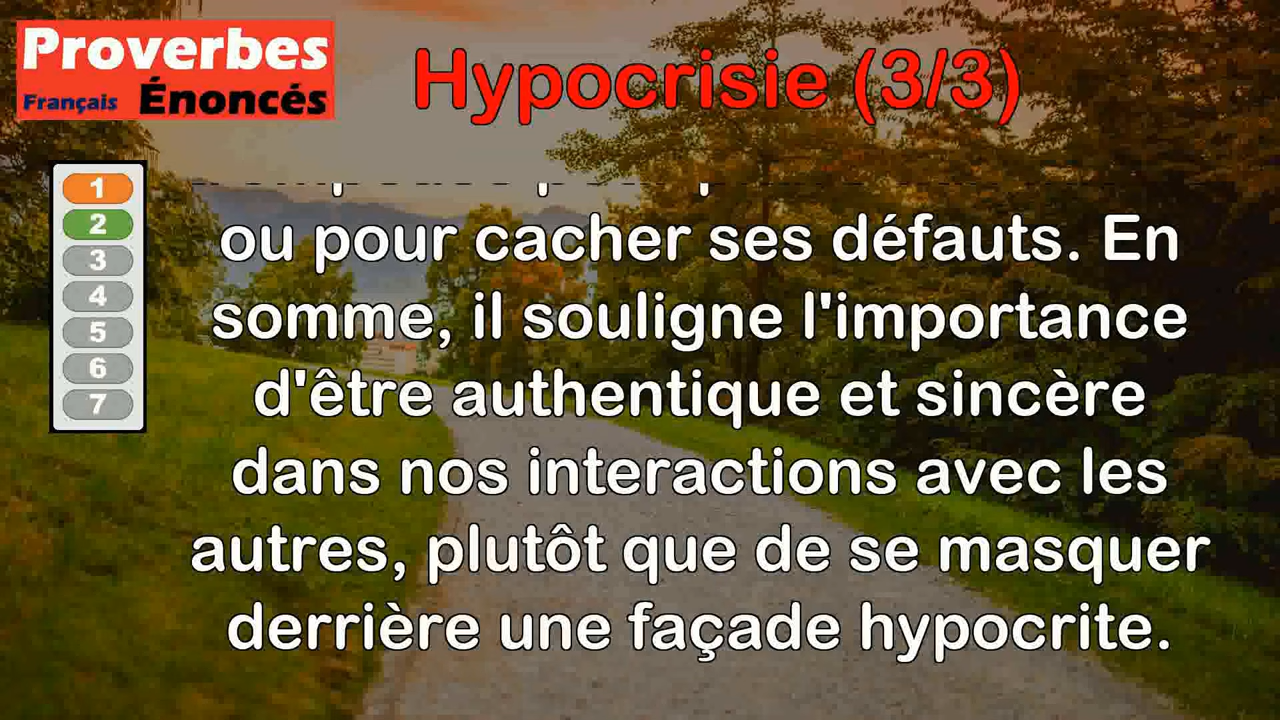 Proverbes
Français Énoncés
Hypocrisie (3/3)
1
2
3
4
5
6
7
ou pour cacher ses défauts. En
somme, il souligne l'importance
d'être authentique et sincère
dans nos interactions avec les
autres, plutôt que de se masquer
derrière une façade hypocrite.